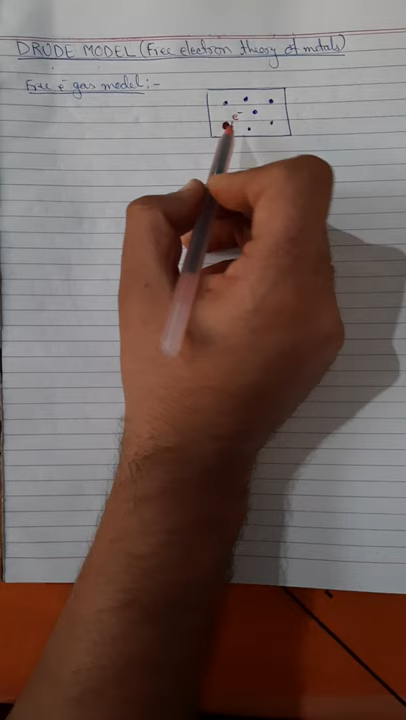 DRUDE MODEL (Free electron theory of metals)
Free e⁻ gas model:-
e⁻